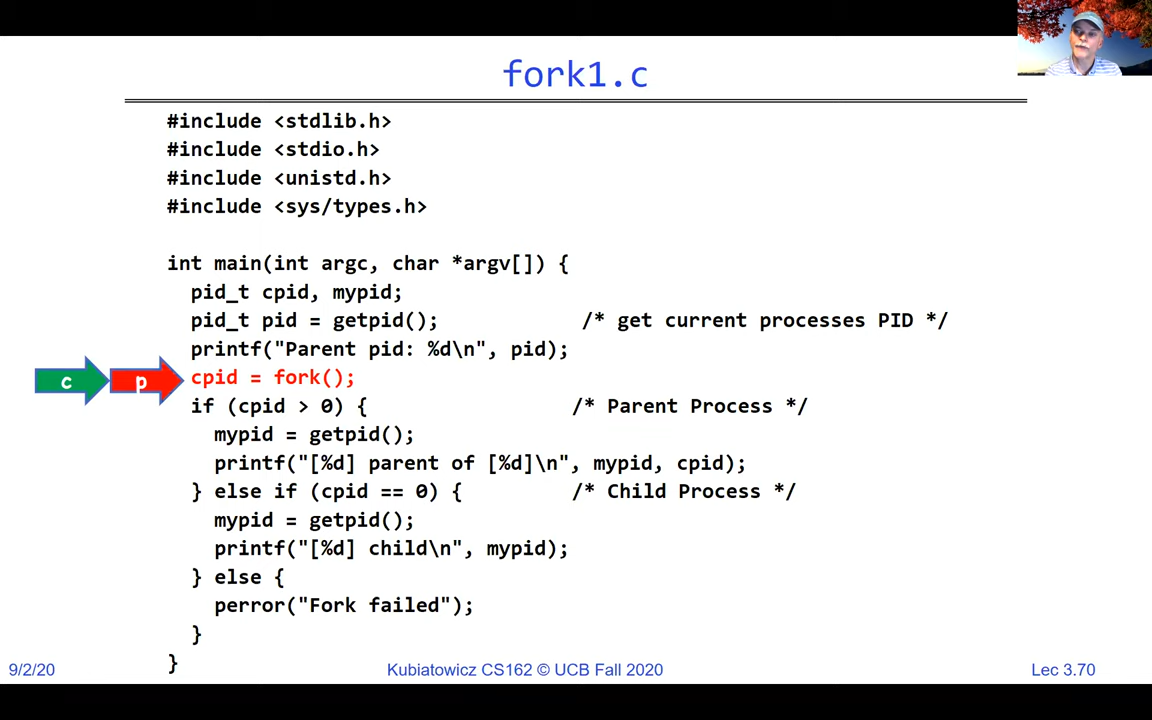 fork1.c
#include <stdlib.h>
#include <stdio.h>
#include <unistd.h>
#include <sys/types.h>
int main(int argc, char *argv[]) {
pid_t cpid, mypid;
pid_t pid = getpid(); /* get current processes PID */
printf("Parent pid: %d\n", pid);
c p cpid = fork();
if (cpid > 0) { /* Parent Process */
mypid = getpid();
printf("[%d] parent of [%d]\n", mypid, cpid);
} else if (cpid == 0) { /* Child Process */
mypid = getpid();
printf("[%d] child\n", mypid);
} else {
perror("Fork failed");
}
}
9/2/20 Kubiatowicz CS162 © UCB Fall 2020 Lec 3.70